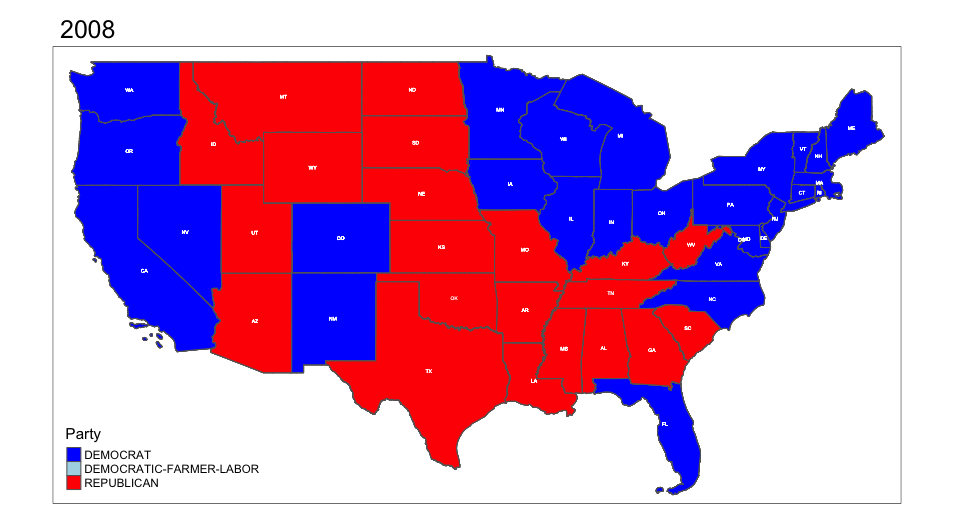 2008
WA
MT
ND
MN
OR
ID
SD
WI
MI
ME
VT
NH
WY
NE
IA
NY
MA
CT
RI
PA
NJ
NV
UT
CO
KS
MO
IL
IN
OH
WV
MD
DE
CA
KY
VA
AZ
NM
OK
AR
TN
NC
SC
TX
LA
MS
AL
GA
FL
Party
DEMOCRAT
DEMOCRATIC-FARMER-LABOR
REPUBLICAN